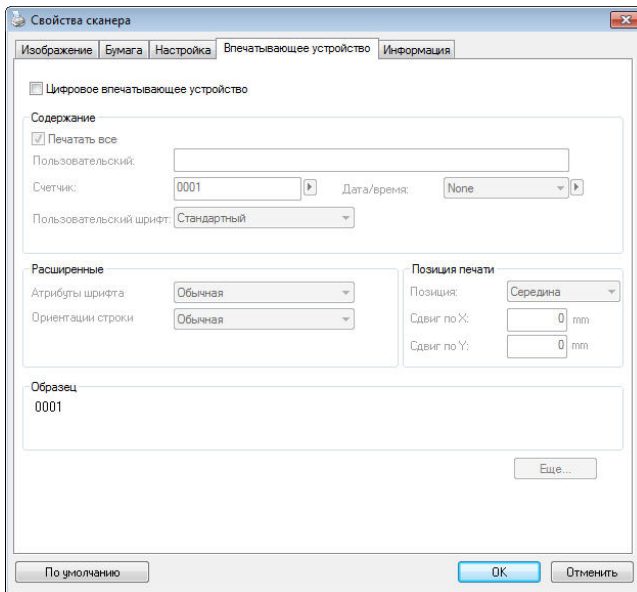 Свойства сканера
Изображение Бумага Настройка Впечатывающее устройство Информация
Цифровое впечатывающее устройство
Содержание
Печатать все
Пользовательский:
Счетчик: 0001 Дата/время: None
Пользовательский шрифт: Стандартный
Расширенные Позиция печати
Атрибуты шрифта Обычная Позиция: Середина
Ориентации строки Обычная Сдвиг по X: 0 mm
Сдвиг по Y: 0 mm
Образец
0001
Еще...
По умолчанию OK Отменить